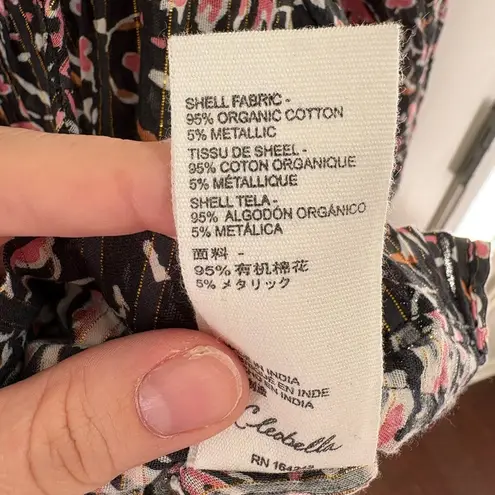 SHELL FABRIC -
95% ORGANIC COTTON
5% METALLIC
TISSU DE SHEEL -
95% COTON ORGANIQUE
5% MÉTALLIQUE
SHELL TELA -
95% ALGODÓN ORGÁNICO
5% METÁLICA
面料 -
95% 有机棉花
5% メタリック
IN INDIA
EN INDE
EN INDIA
Cleobella
RN